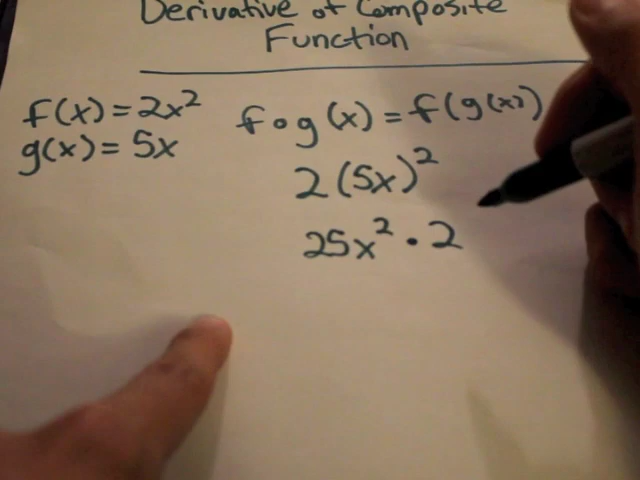 Derivative of Composite
Function
f(x) = 2x²
g(x) = 5x
f∘g(x) = f(g(x))
2(5x)²
25x² · 2